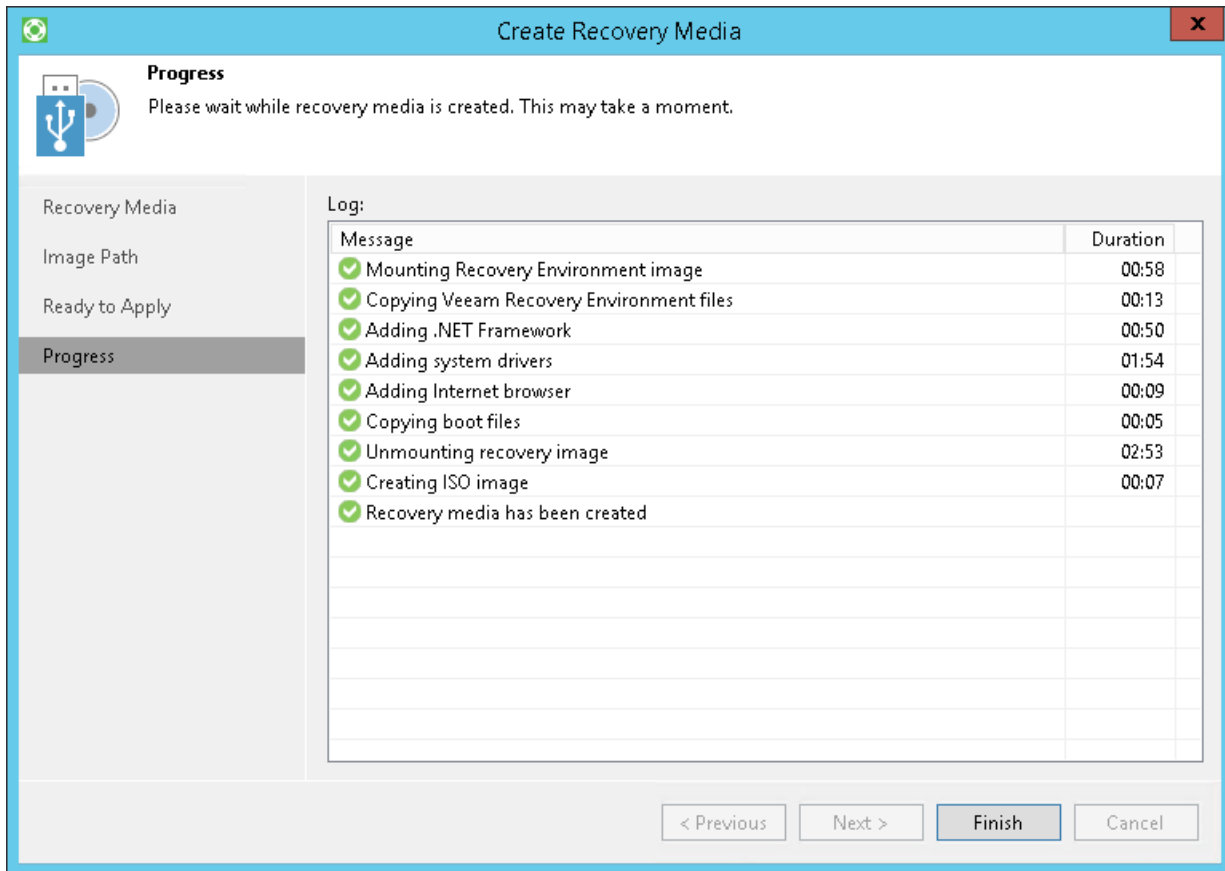 Create Recovery Media
x
Progress
Please wait while recovery media is created. This may take a moment.
Recovery Media
Image Path
Ready to Apply
Progress
Log:
Message Duration
Mounting Recovery Environment image 00:58
Copying Veeam Recovery Environment files 00:13
Adding .NET Framework 00:50
Adding system drivers 01:54
Adding Internet browser 00:09
Copying boot files 00:05
Unmounting recovery image 02:53
Creating ISO image 00:07
Recovery media has been created
< Previous Next > Finish Cancel